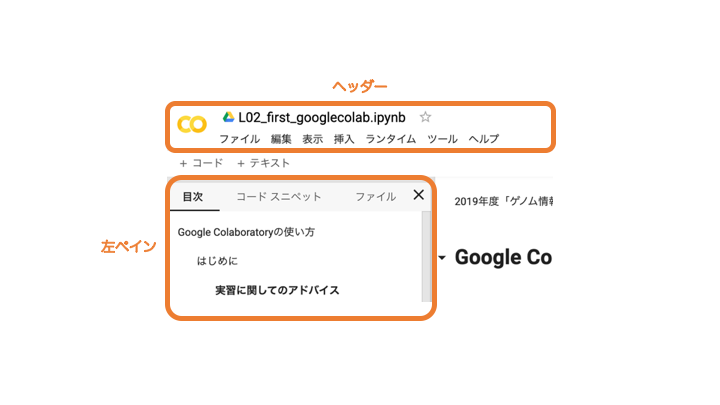 ヘッダー
L02_first_googlecolab.ipynb
ファイル 編集 表示 挿入 ランタイム ツール ヘルプ
+ コード + テキスト
目次 コード スニペット ファイル
2019年度「ゲノム情報
Google Colaboratoryの使い方
左ペイン
はじめに
Google Co
実習に関してのアドバイス